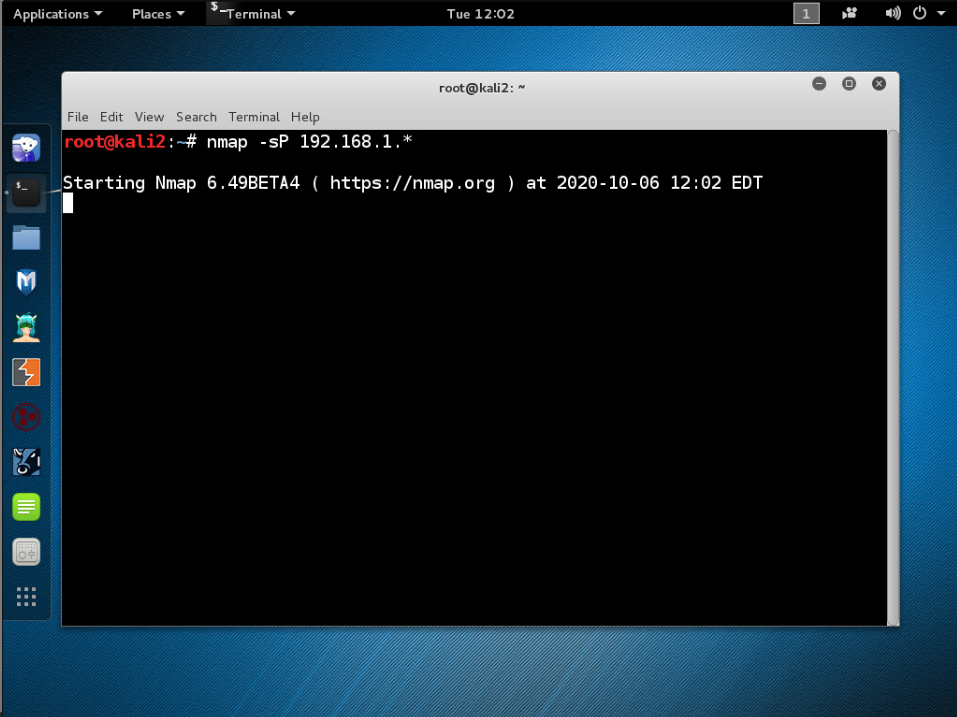 Applications Places Terminal Tue 12:02 1
root@kali2: ~
File Edit View Search Terminal Help
root@kali2:~# nmap -sP 192.168.1.*
Starting Nmap 6.49BETA4 ( https://nmap.org ) at 2020-10-06 12:02 EDT